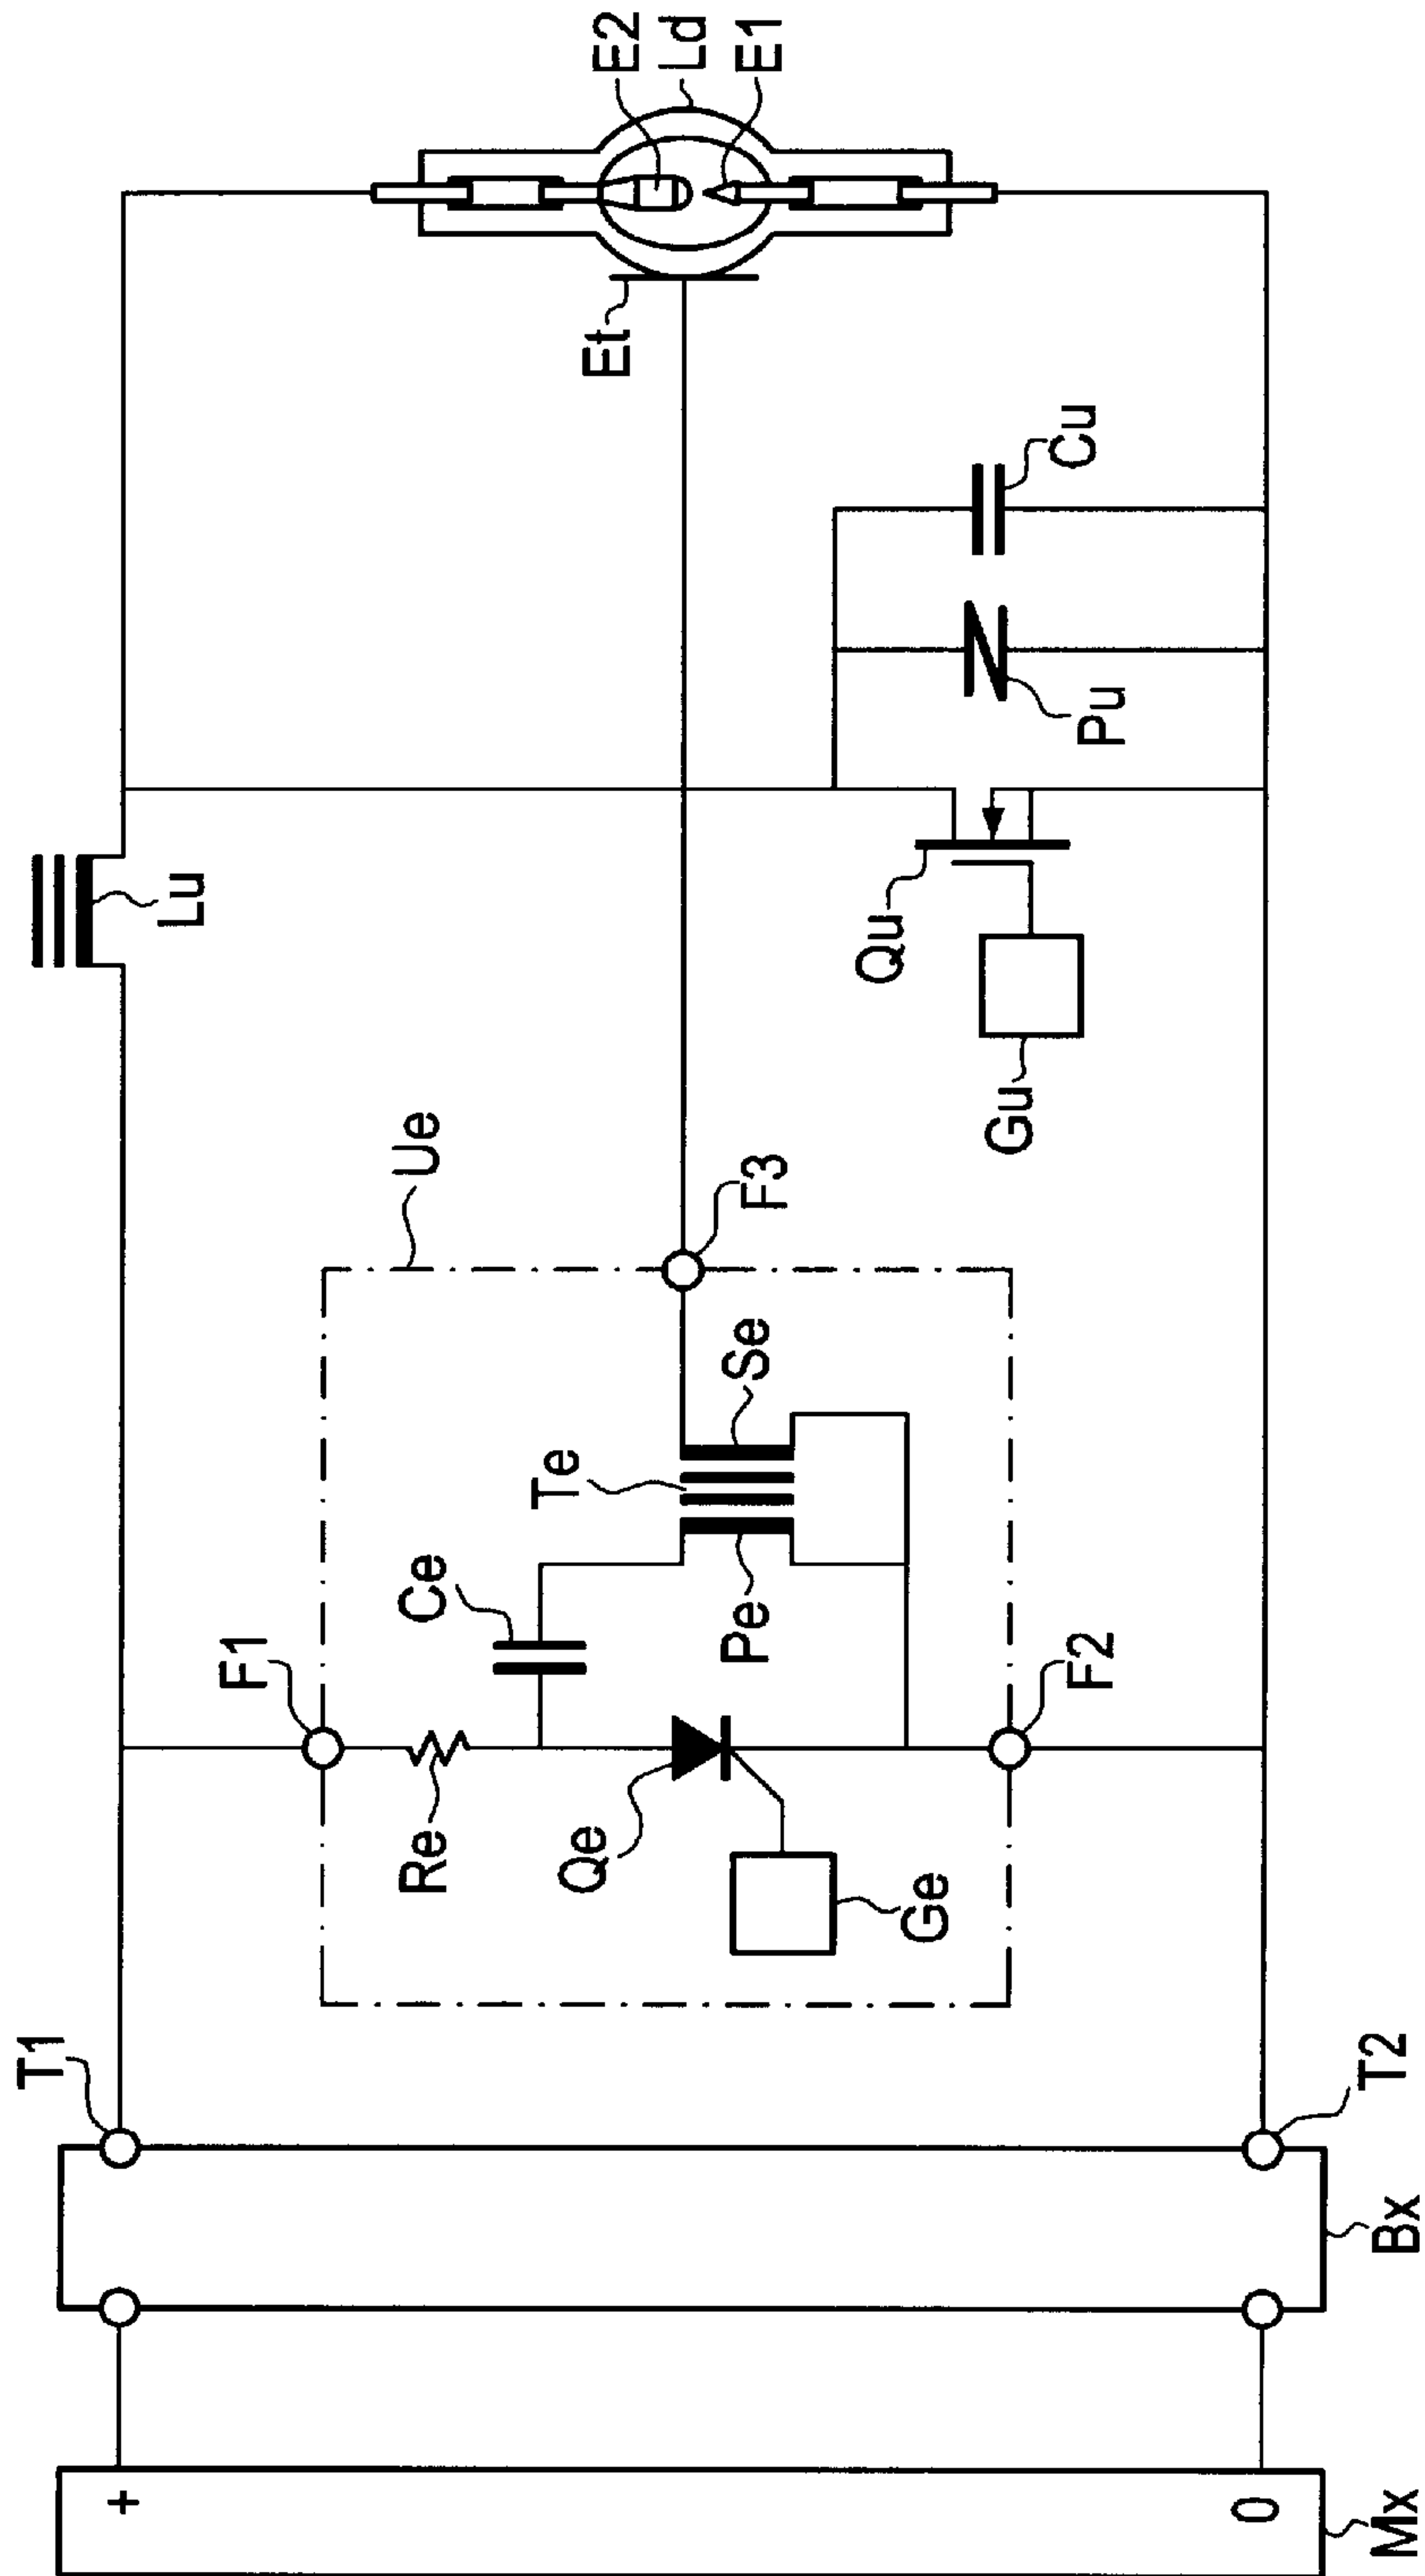 Mx
+
0
Bx
T1
T2
Ue
F1
F2
F3
Re
Qe
Ge
Ce
Te
Pe
Se
Lu
Gu
Qu
Pu
Cu
Et
E2
Ld
E1